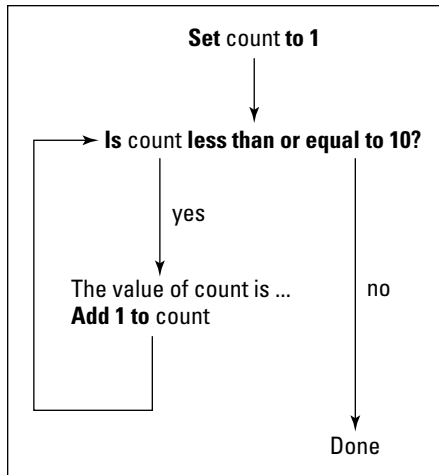 Set count to 1
Is count less than or equal to 10?
yes
The value of count is ...
Add 1 to count
no
Done